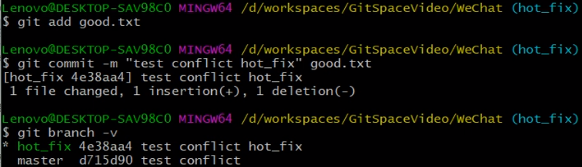 Lenovo@DESKTOP-SAV98C0 MINGW64 /d/workspaces/GitSpaceVideo/WeChat (hot_fix)
$ git add good.txt
Lenovo@DESKTOP-SAV98C0 MINGW64 /d/workspaces/GitSpaceVideo/WeChat (hot_fix)
$ git commit -m "test conflict hot_fix" good.txt
[hot_fix 4e38aa4] test conflict hot_fix
1 file changed, 1 insertion(+), 1 deletion(-)
Lenovo@DESKTOP-SAV98C0 MINGW64 /d/workspaces/GitSpaceVideo/WeChat (hot_fix)
$ git branch -v
* hot_fix 4e38aa4 test conflict hot_fix
master d715d90 test conflict